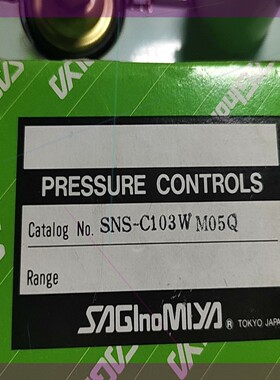 PRESSURE CONTROLS
Catalog No. SNS-C103W M05Q
Range
SAGInoMIYA ® TOKYO JAPAN